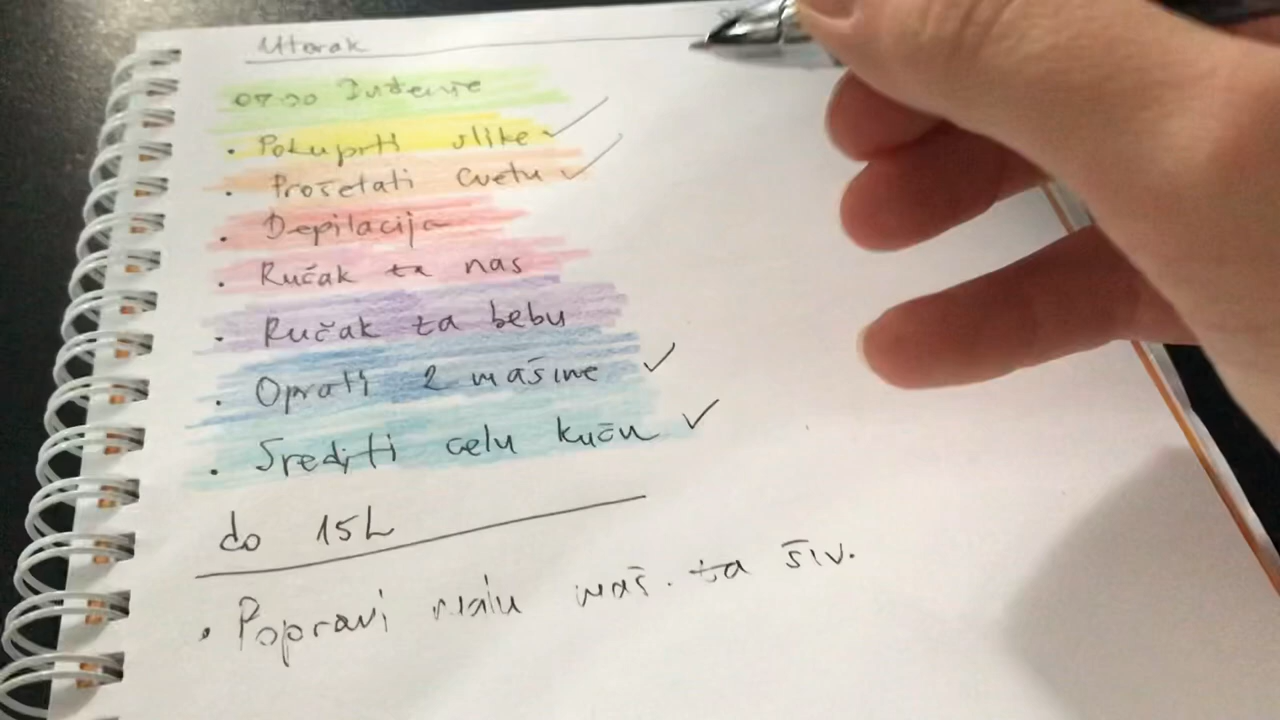 Utorak
07:30 Buđenje
• Pokupiti slike ✓
• Prošetati Cvetu ✓
• Depilacija
• Ručak za nas
• Ručak za bebu
• Oprati 2 mašine ✓
• Srediti celu kuću ✓
do 15h
• Popravi malu maš. za šiv.